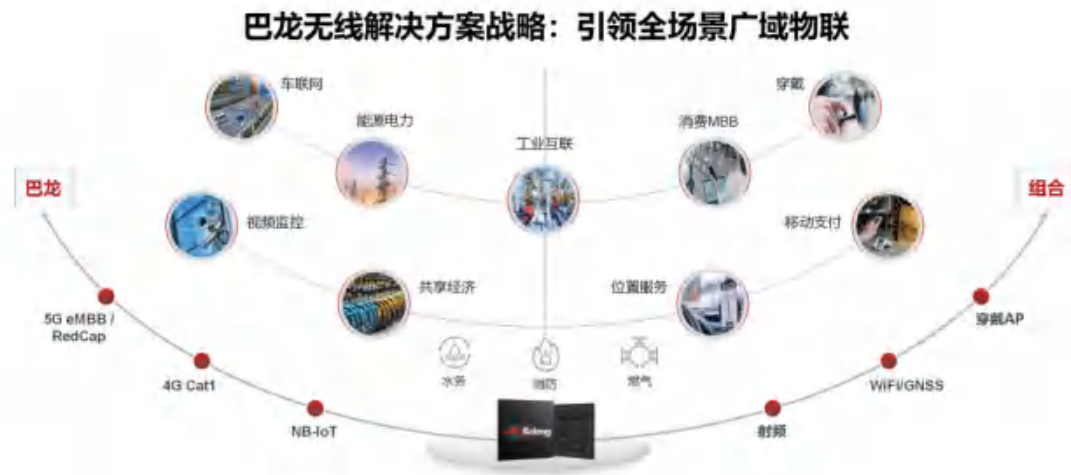 巴龙无线解决方案战略：引领全场景广域物联
车联网
穿戴
能源电力
消费MBB
工业互联
巴龙
组合
视频监控
移动支付
共享经济
位置服务
5G eMBB /
RedCap
穿戴AP
水务
消防
燃气
4G Cat1
WiFi/GNSS
Balong
NB-IoT
射频